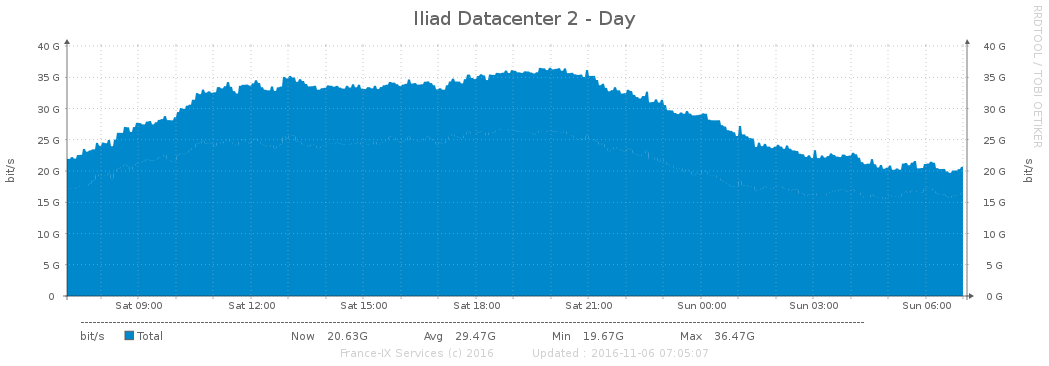 Iliad Datacenter 2 - Day
RRDTOOL / TOBI OETIKER
40 G 40 G
35 G 35 G
30 G 30 G
25 G 25 G
20 G 20 G
15 G 15 G
10 G 10 G
5 G 5 G
0 0 G
bit/s bit/s
Sat 09:00 Sat 12:00 Sat 15:00 Sat 18:00 Sat 21:00 Sun 00:00 Sun 03:00 Sun 06:00
bit/s Total Now 20.63G Avg 29.47G Min 19.67G Max 36.47G
France-IX Services (c) 2016 Updated : 2016-11-06 07:05:07